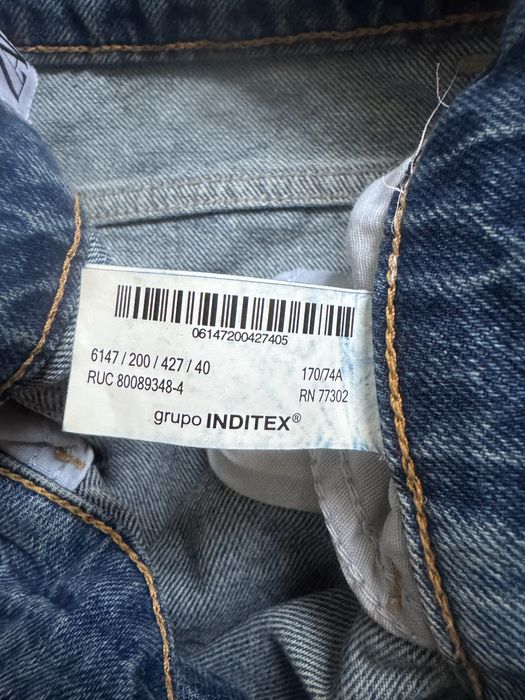 06147200427405
6147 / 200 / 427 / 40
170/74A
RUC 80089348-4
RN 77302
grupo INDITEX®